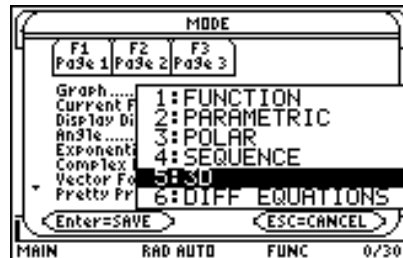 MODE
F1 F2 F3
Page 1 Page 2 Page 3
Graph......
Current F
Display Di
Angle.....
Exponenti
Complex
Vector Fo
Pretty Pr
1:FUNCTION
2:PARAMETRIC
3:POLAR
4:SEQUENCE
5:3D
6:DIFF EQUATIONS
Enter=SAVE ESC=CANCEL
MAIN RAD AUTO FUNC 0/30